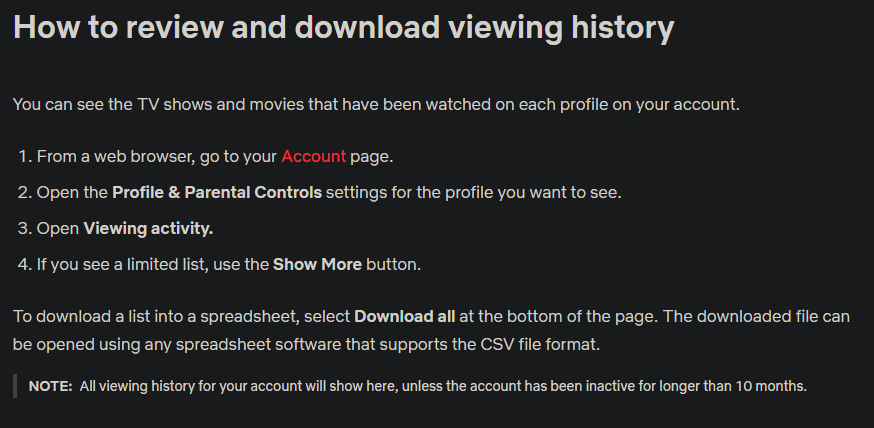 How to review and download viewing history
You can see the TV shows and movies that have been watched on each profile on your account.
1. From a web browser, go to your Account page.
2. Open the Profile & Parental Controls settings for the profile you want to see.
3. Open Viewing activity.
4. If you see a limited list, use the Show More button.
To download a list into a spreadsheet, select Download all at the bottom of the page. The downloaded file can
be opened using any spreadsheet software that supports the CSV file format.
NOTE: All viewing history for your account will show here, unless the account has been inactive for longer than 10 months.